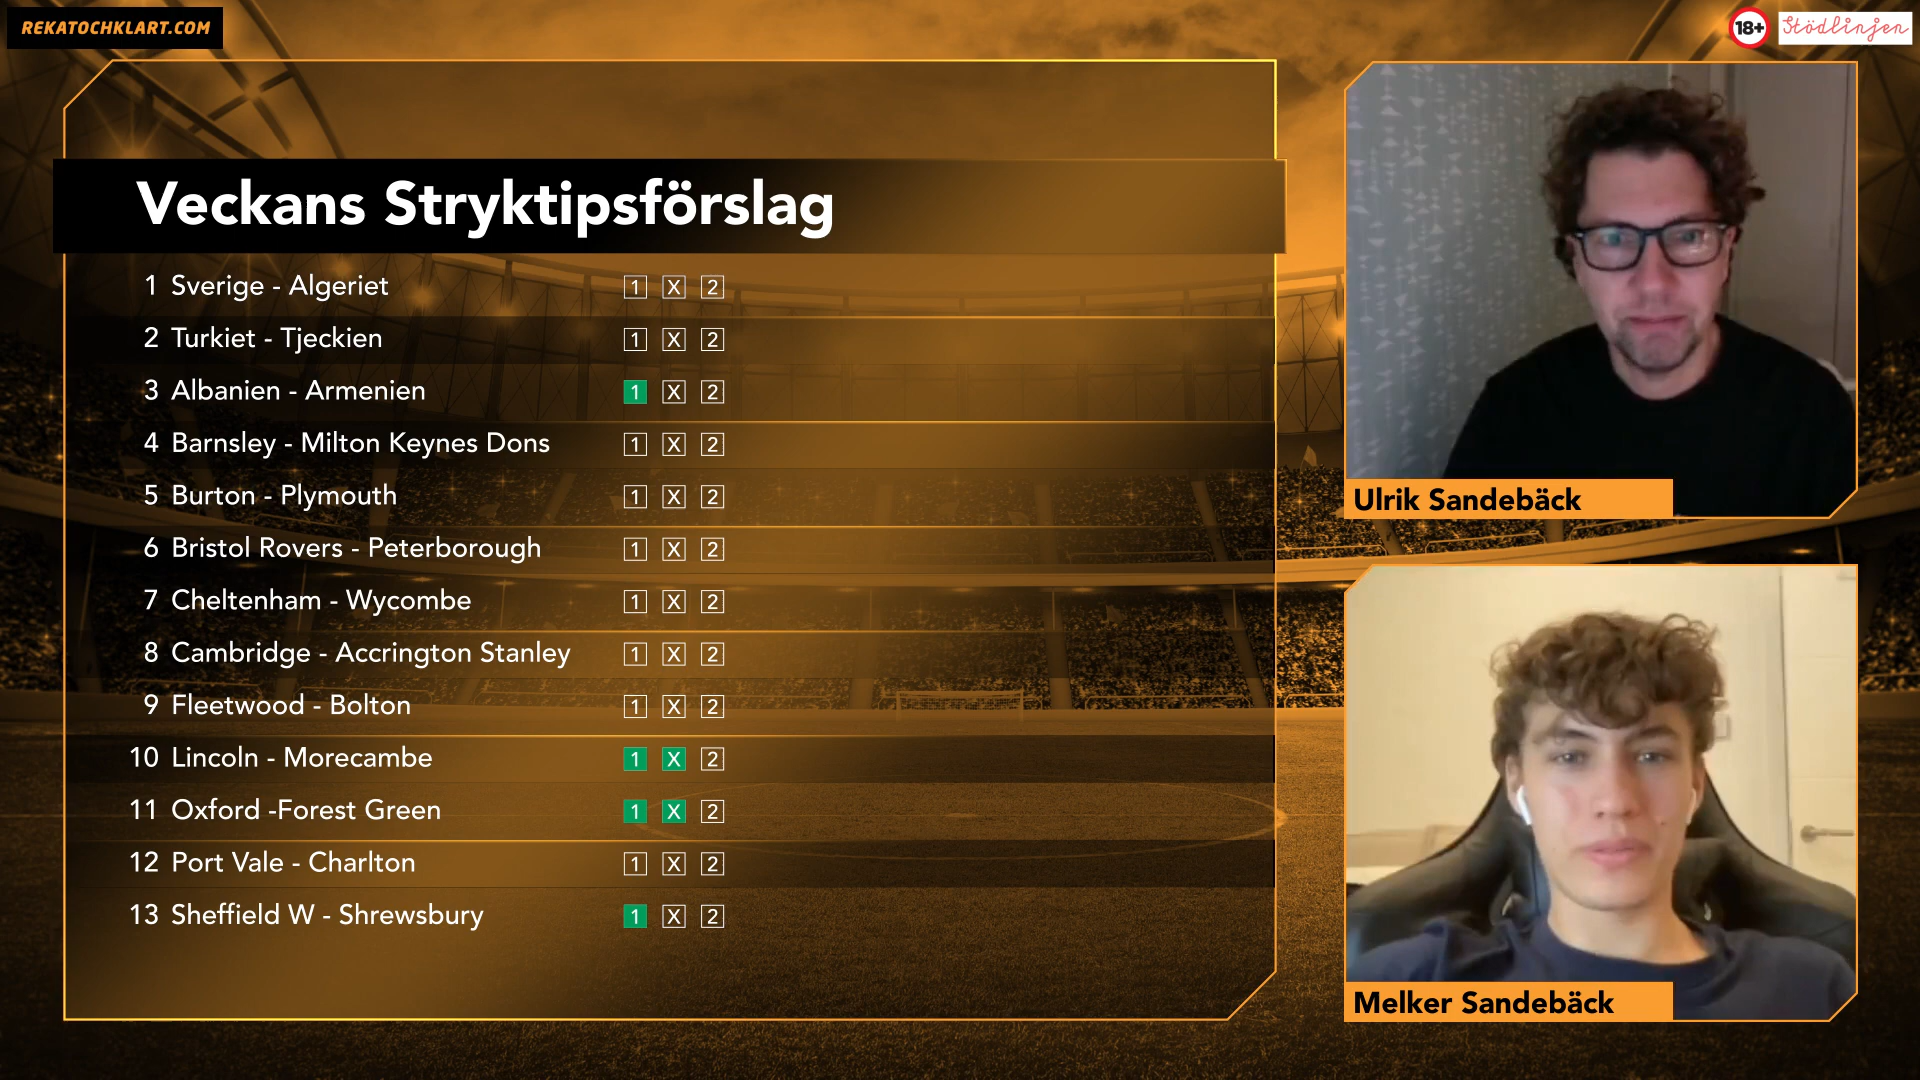 REKATOCHKLART.COM
18+
Stödlinjen
Veckans Stryktipsförslag
1 Sverige - Algeriet 1 X 2
2 Turkiet - Tjeckien 1 X 2
3 Albanien - Armenien 1 X 2
4 Barnsley - Milton Keynes Dons 1 X 2
5 Burton - Plymouth 1 X 2
6 Bristol Rovers - Peterborough 1 X 2
7 Cheltenham - Wycombe 1 X 2
8 Cambridge - Accrington Stanley 1 X 2
9 Fleetwood - Bolton 1 X 2
10 Lincoln - Morecambe 1 X 2
11 Oxford -Forest Green 1 X 2
12 Port Vale - Charlton 1 X 2
13 Sheffield W - Shrewsbury 1 X 2
Ulrik Sandebäck
Melker Sandebäck